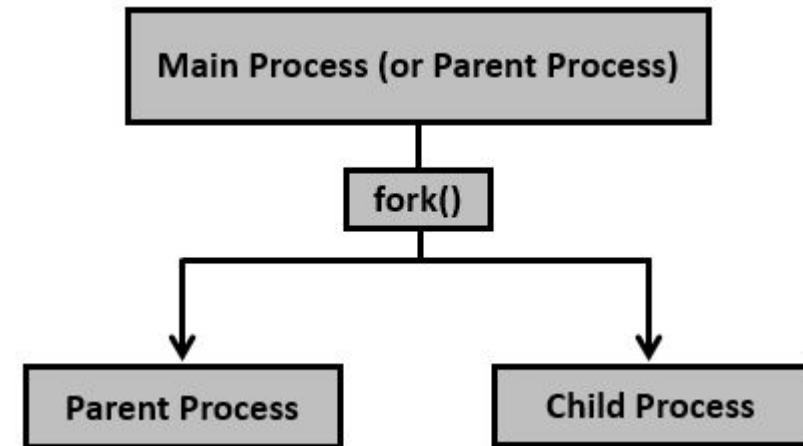 Main Process (or Parent Process)
fork()
Parent Process
Child Process